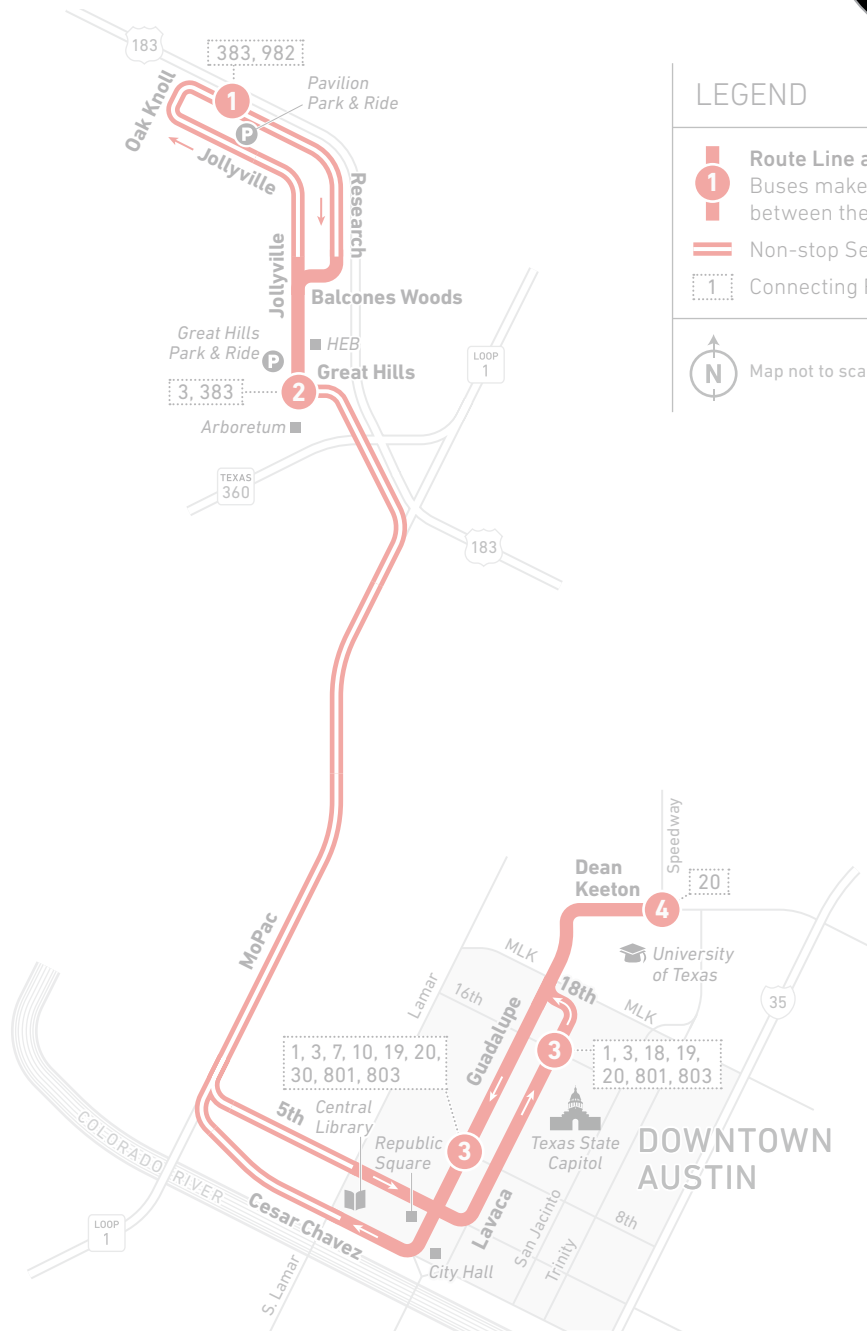 183
383, 982
Pavilion
Park & Ride
Oak Knoll
1
P
Jollyville
Research
Jollyville
Balcones Woods
Great Hills
Park & Ride
P
HEB
Great Hills
3, 383
2
Arboretum
LOOP
1
TEXAS
360
183
LEGEND
Route Line a
1
Buses make
between the
Non-stop Se
1
Connecting
N
Map not to sca
MoPac
Speedway
Dean
Keeton
20
4
University
of Texas
MLK
18th
MLK
Lamar
16th
Guadalupe
35
1, 3, 7, 10, 19, 20,
30, 801, 803
3
1, 3, 18, 19,
20, 801, 803
5th
Central
Library
Republic
Square
3
Texas State
Capitol
DOWNTOWN
AUSTIN
COLORADO RIVER
Cesar Chavez
Lavaca
San Jacinto
Trinity
8th
LOOP
1
S. Lamar
City Hall